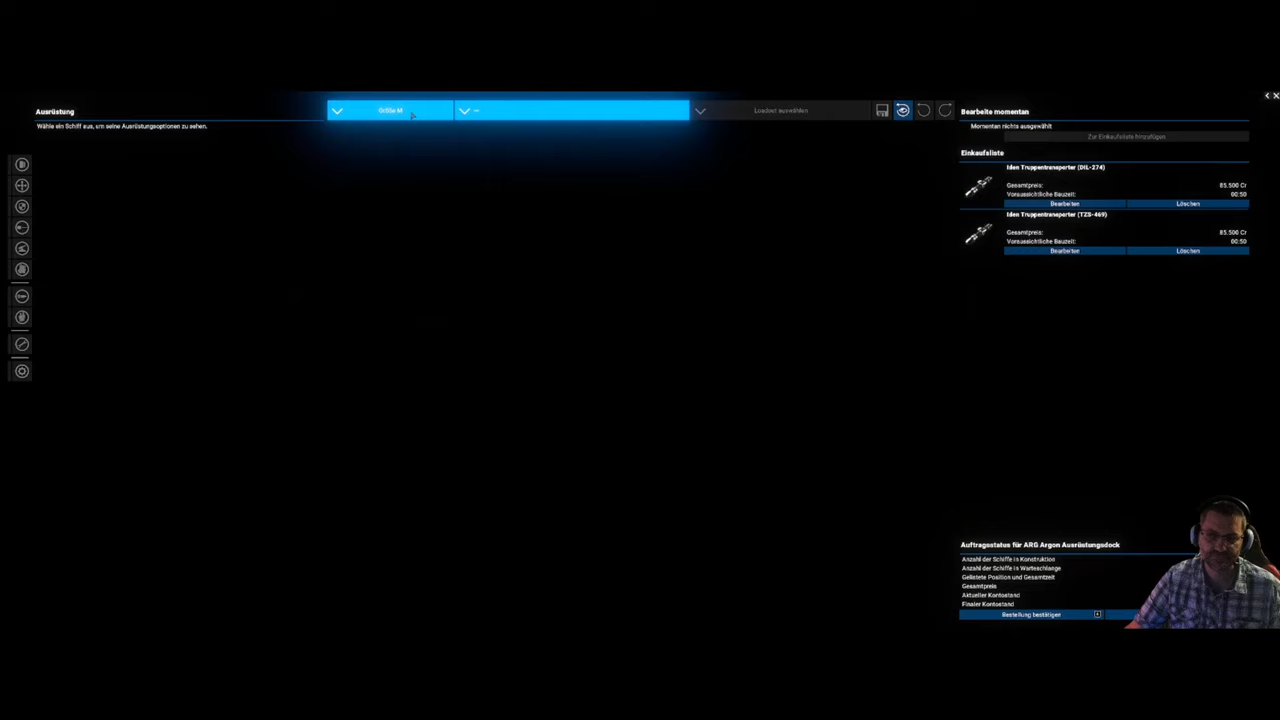 Ausrüstung
Wähle ein Schiff aus, um seine Ausrüstungsoptionen zu sehen.
Größe M
--
Loadout auswählen
Bearbeite momentan
Momentan nichts ausgewählt
Zur Einkaufsliste hinzufügen
Einkaufsliste
Iden Truppentransporter (DIL-274)
Gesamtpreis: 85.500 Cr
Voraussichtliche Bauzeit: 00:50
Bearbeiten Löschen
Iden Truppentransporter (TZS-469)
Gesamtpreis: 85.500 Cr
Voraussichtliche Bauzeit: 00:50
Bearbeiten Löschen
Auftragsstatus für ARG Argon Ausrüstungsdock
Anzahl der Schiffe in Konstruktion
Anzahl der Schiffe in Warteschlange
Gelistete Position und Gesamtzeit
Gesamtpreis
Aktueller Kontostand
Finaler Kontostand
Bestellung bestätigen